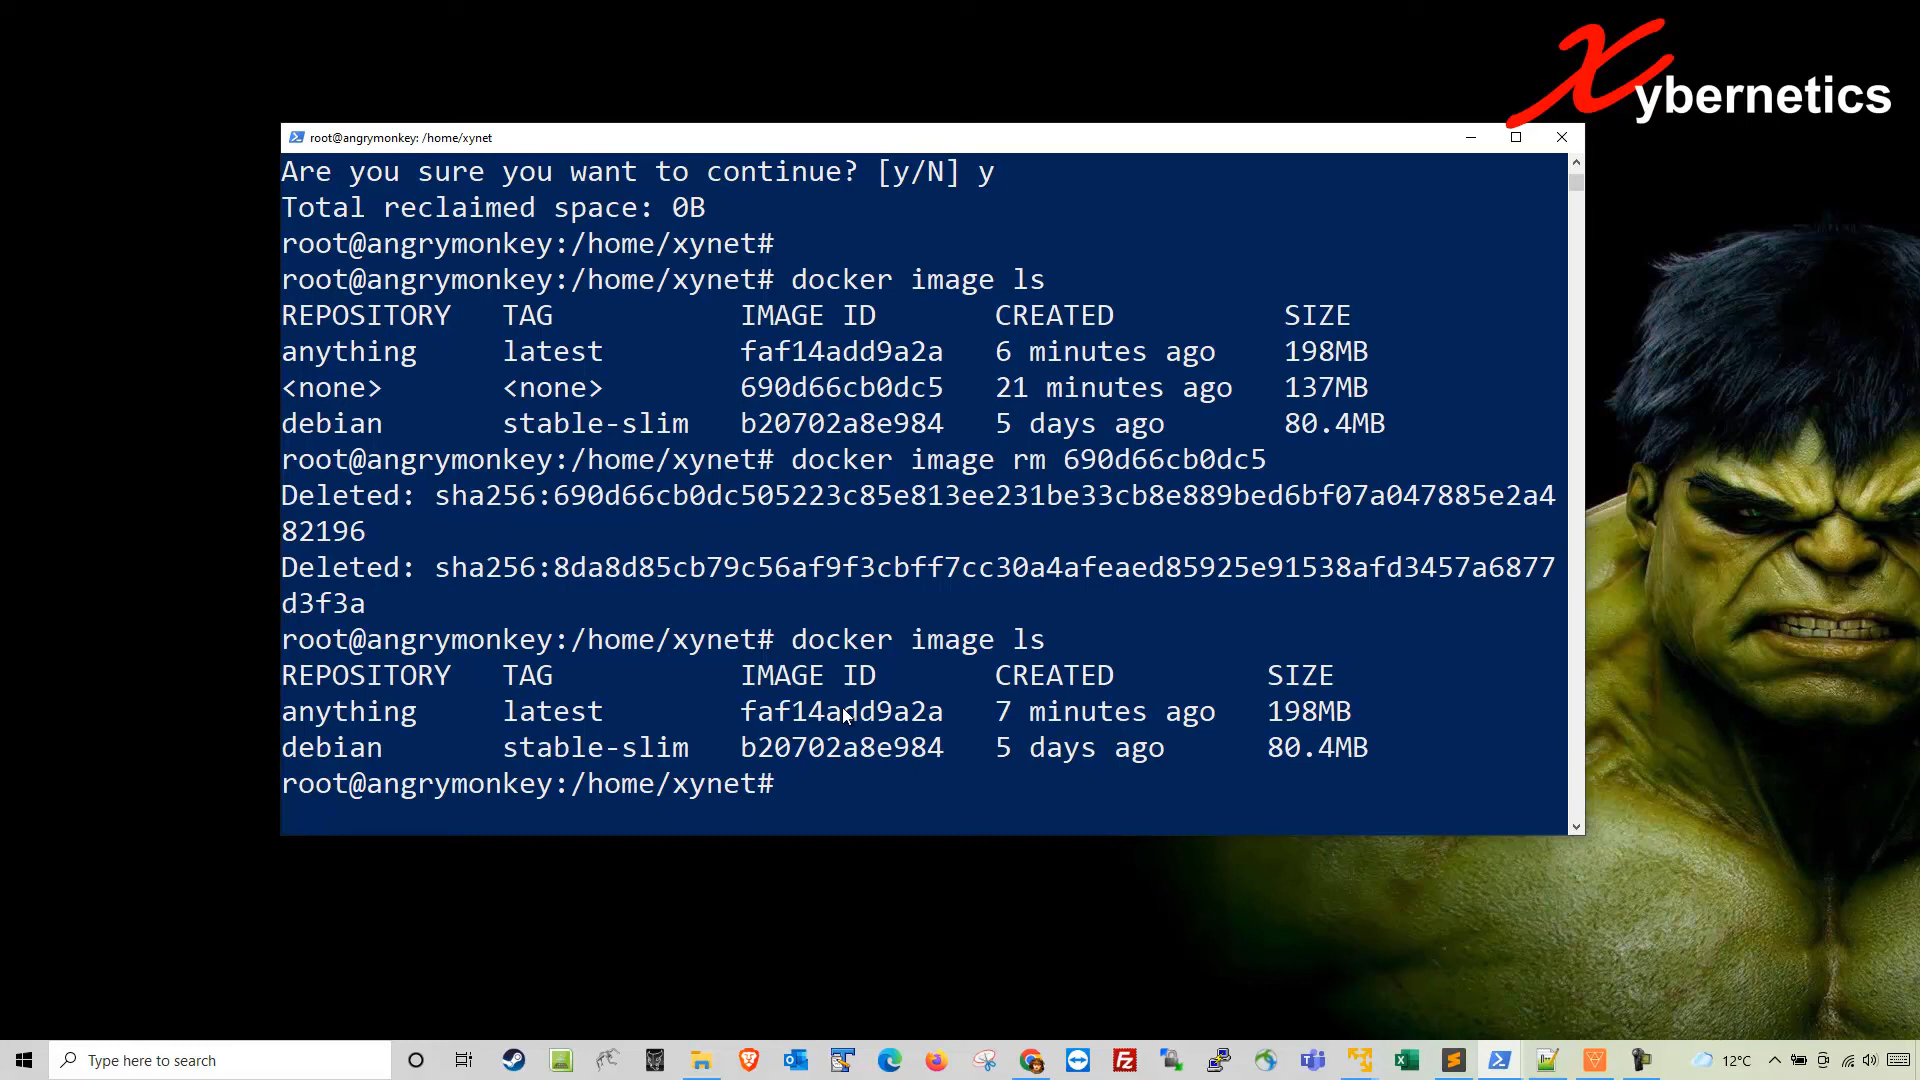 Xybernetics
root@angrymonkey: /home/xynet
Are you sure you want to continue? [y/N] y
Total reclaimed space: 0B
root@angrymonkey:/home/xynet#
root@angrymonkey:/home/xynet# docker image ls
REPOSITORY TAG IMAGE ID CREATED SIZE
anything latest faf14add9a2a 6 minutes ago 198MB
<none> <none> 690d66cb0dc5 21 minutes ago 137MB
debian stable-slim b20702a8e984 5 days ago 80.4MB
root@angrymonkey:/home/xynet# docker image rm 690d66cb0dc5
Deleted: sha256:690d66cb0dc505223c85e813ee231be33cb8e889bed6bf07a047885e2a4
82196
Deleted: sha256:8da8d85cb79c56af9f3cbff7cc30a4afeaed85925e91538afd3457a6877
d3f3a
root@angrymonkey:/home/xynet# docker image ls
REPOSITORY TAG IMAGE ID CREATED SIZE
anything latest faf14add9a2a 7 minutes ago 198MB
debian stable-slim b20702a8e984 5 days ago 80.4MB
root@angrymonkey:/home/xynet#
Type here to search
12°C